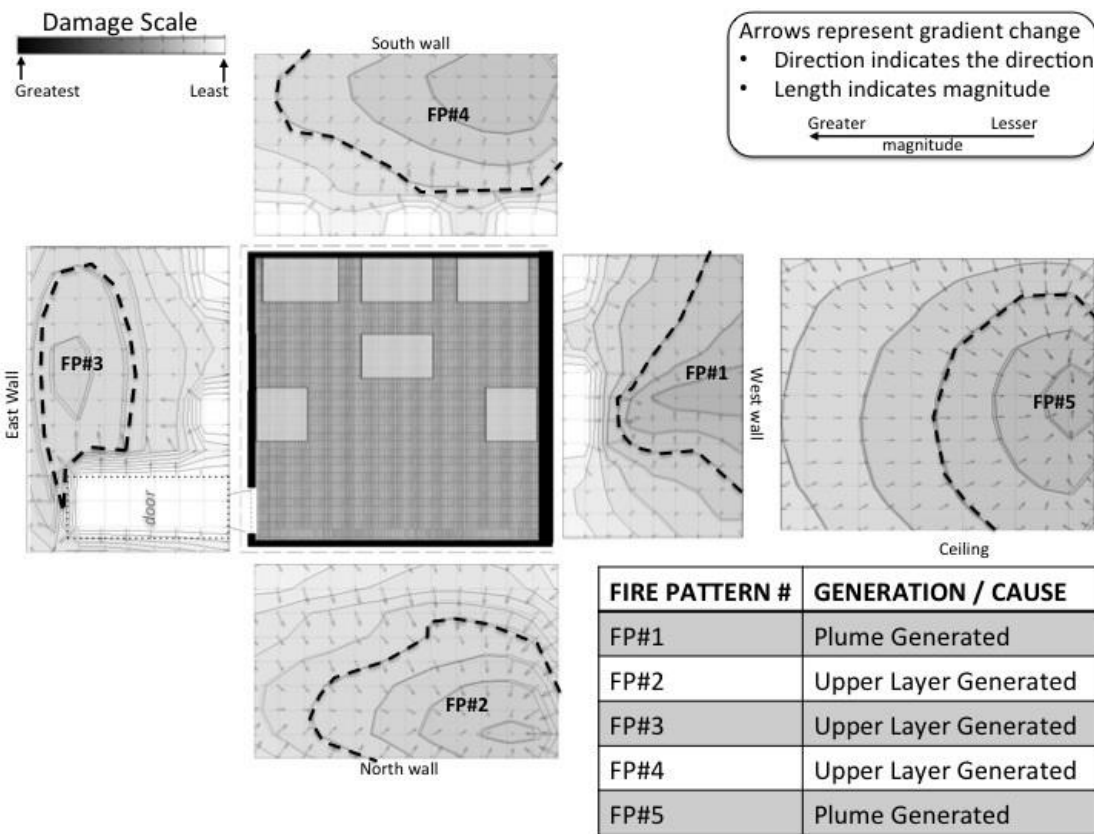 Damage Scale
Greatest
Least
South wall
FP#4
Arrows represent gradient change
• Direction indicates the direction
• Length indicates magnitude
Greater
Lesser
magnitude
East Wall
FP#3
door
FP#1
West wall
FP#5
Ceiling
FP#2
North wall
FIRE PATTERN # GENERATION / CAUSE
FP#1 Plume Generated
FP#2 Upper Layer Generated
FP#3 Upper Layer Generated
FP#4 Upper Layer Generated
FP#5 Plume Generated